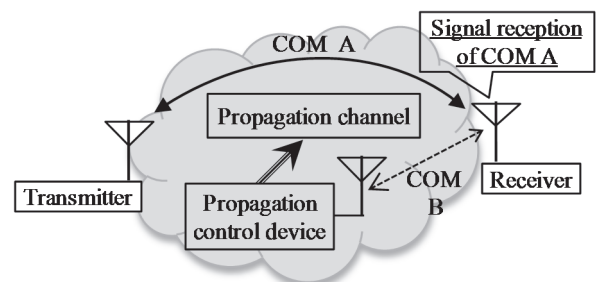 Signal reception
of COM A
COM A
Propagation channel
Transmitter
Propagation
control device
COM
B
Receiver